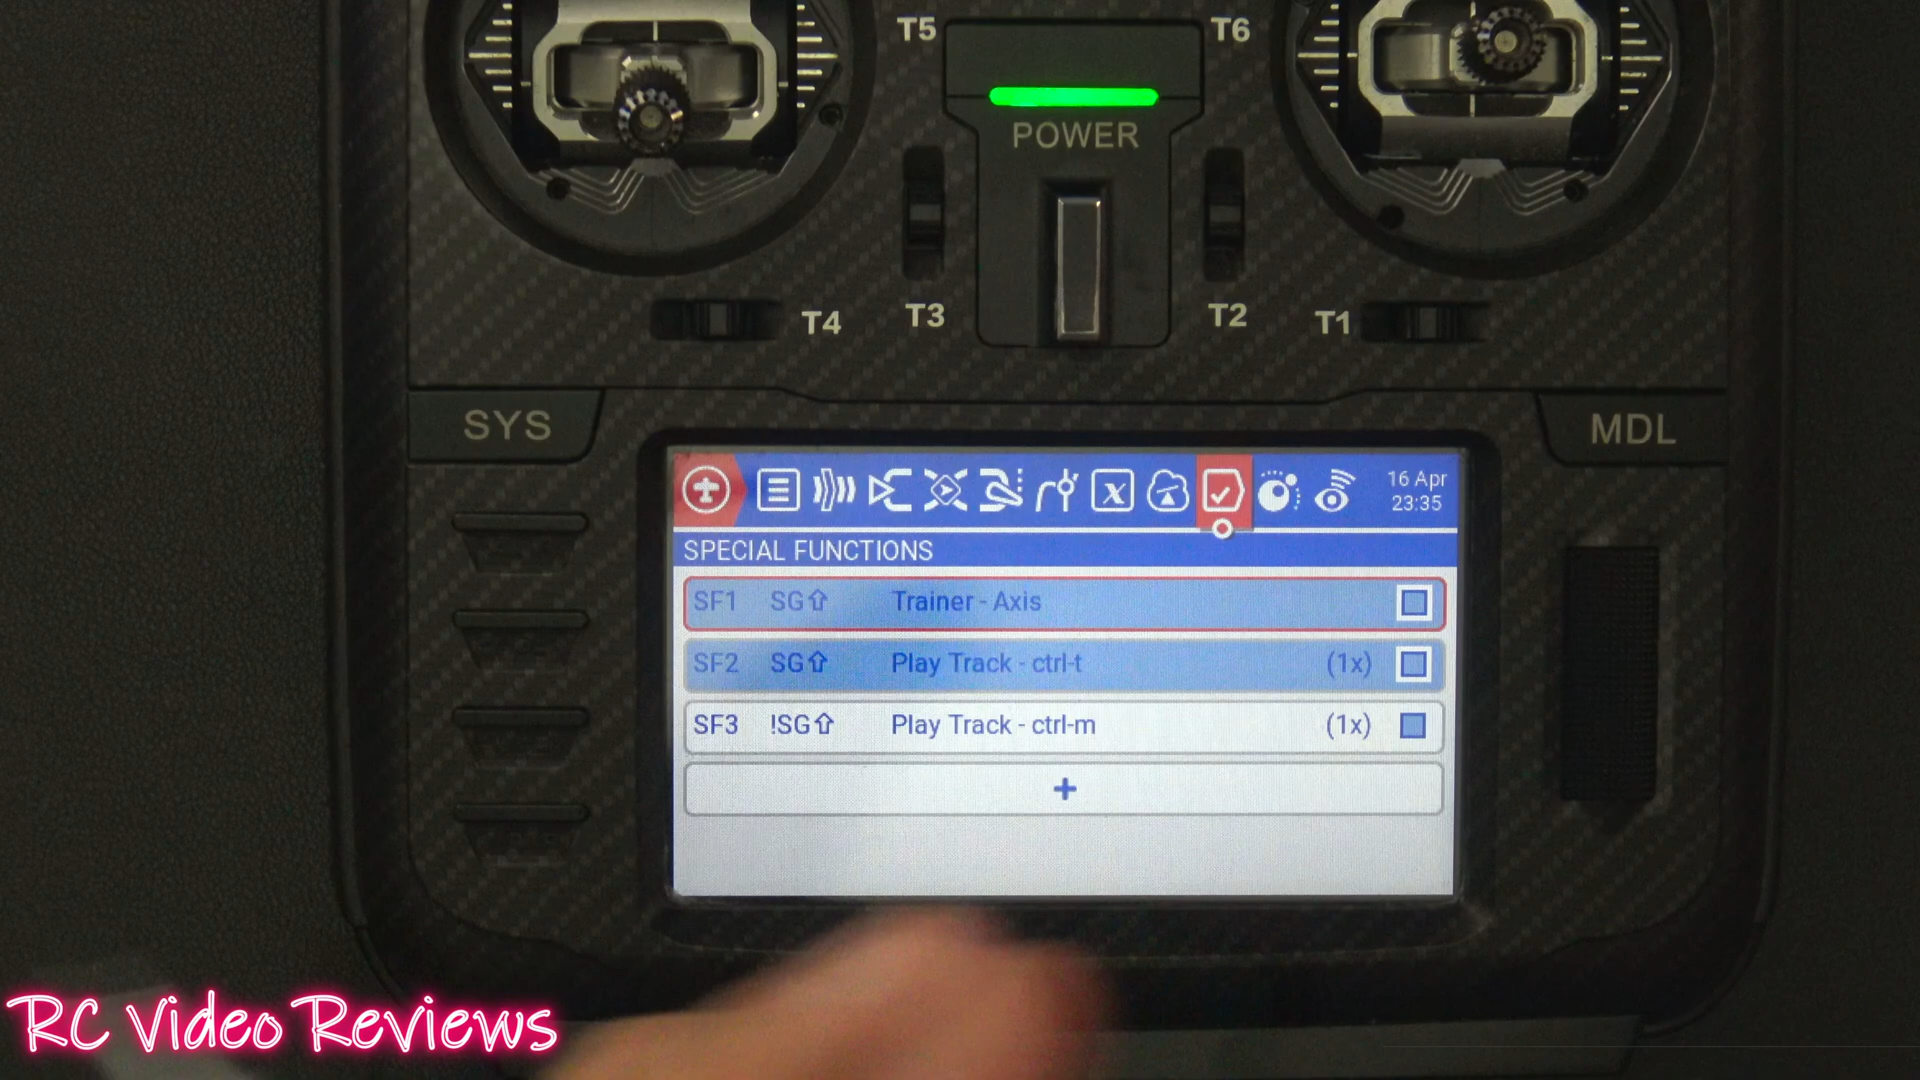 T5
T6
POWER
T4
T3
T2
T1
SYS
MDL
16 Apr
23:35
SPECIAL FUNCTIONS
SF1 SG⇧ Trainer - Axis
SF2 SG⇧ Play Track - ctrl-t (1x)
SF3 !SG⇧ Play Track - ctrl-m (1x)
+
RC Video Reviews